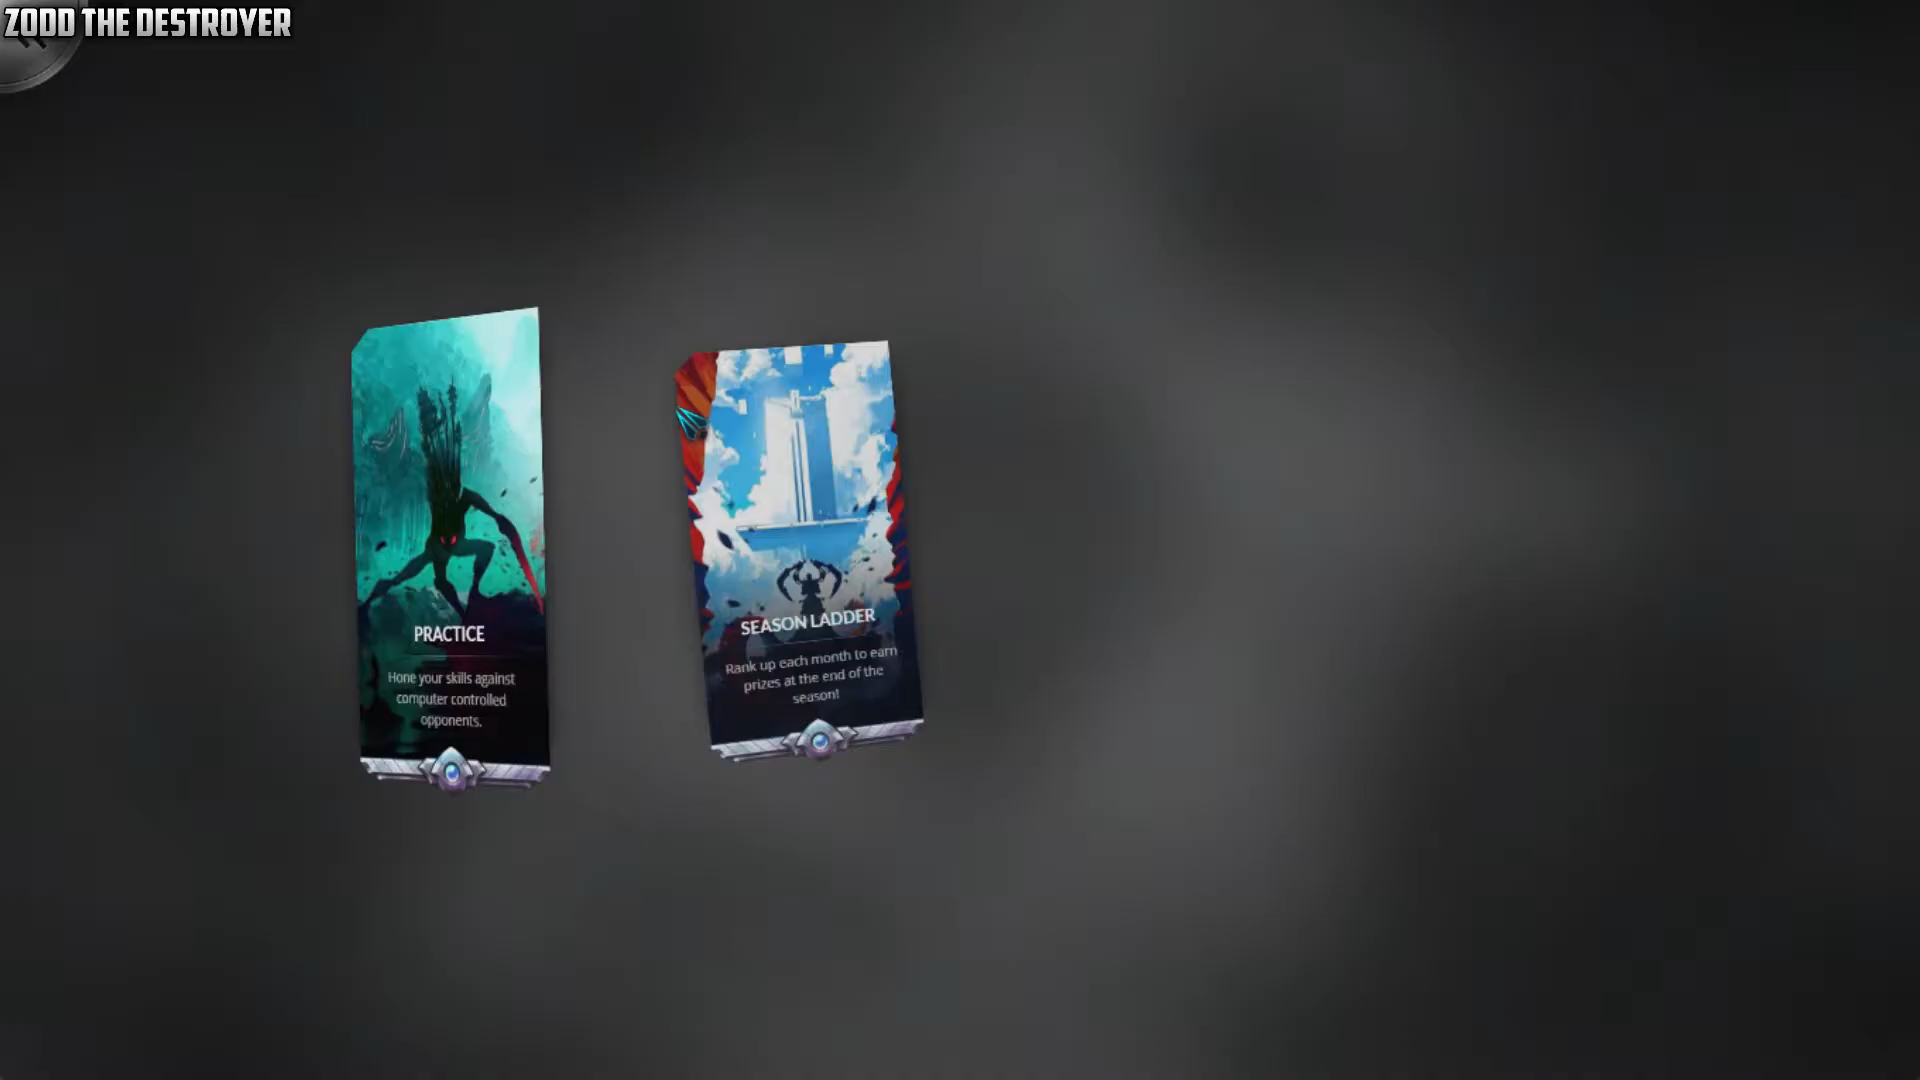 ZODD THE DESTROYER
PRACTICE
Hone your skills against
computer controlled
opponents.
SEASON LADDER
Rank up each month to earn
prizes at the end of the
season!